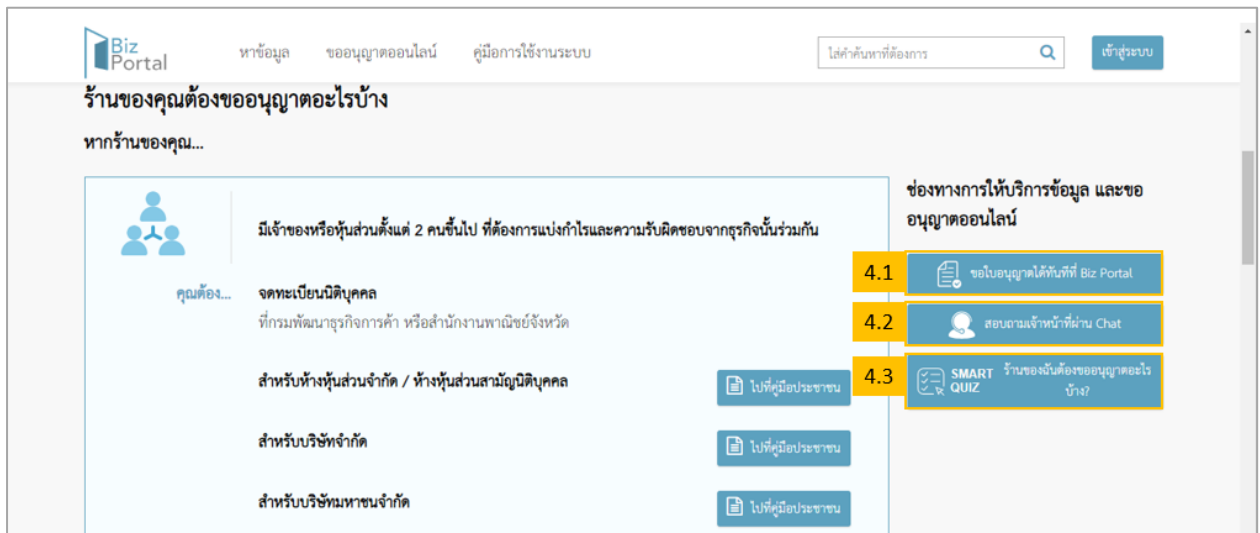 Biz
Portal
หาข้อมูล ขออนุญาตออนไลน์ คู่มือการใช้งานระบบ ใส่คำค้นหาที่ต้องการ เข้าสู่ระบบ
ร้านของคุณต้องขออนุญาตอะไรบ้าง
หากร้านของคุณ...
มีเจ้าของหรือหุ้นส่วนตั้งแต่ 2 คนขึ้นไป ที่ต้องการแบ่งกำไรและความรับผิดชอบจากธุรกิจนั้นร่วมกัน
คุณต้อง... จดทะเบียนนิติบุคคล
ที่กรมพัฒนาธุรกิจการค้า หรือสำนักงานพาณิชย์จังหวัด
สำหรับห้างหุ้นส่วนจำกัด / ห้างหุ้นส่วนสามัญนิติบุคคล ไปที่คู่มือประชาชน
สำหรับบริษัทจำกัด ไปที่คู่มือประชาชน
สำหรับบริษัทมหาชนจำกัด ไปที่คู่มือประชาชน
ช่องทางการให้บริการข้อมูล และขอ
อนุญาตออนไลน์
4.1 ขอใบอนุญาตได้ทันทีที่ Biz Portal
4.2 สอบถามเจ้าหน้าที่ผ่าน Chat
4.3 SMART QUIZ ร้านของฉันต้องขออนุญาตอะไร
บ้าง?